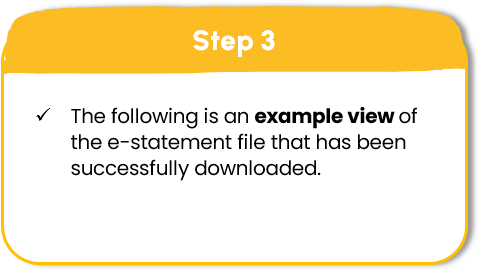 Step 3
✓ The following is an example view of
the e-statement file that has been
successfully downloaded.